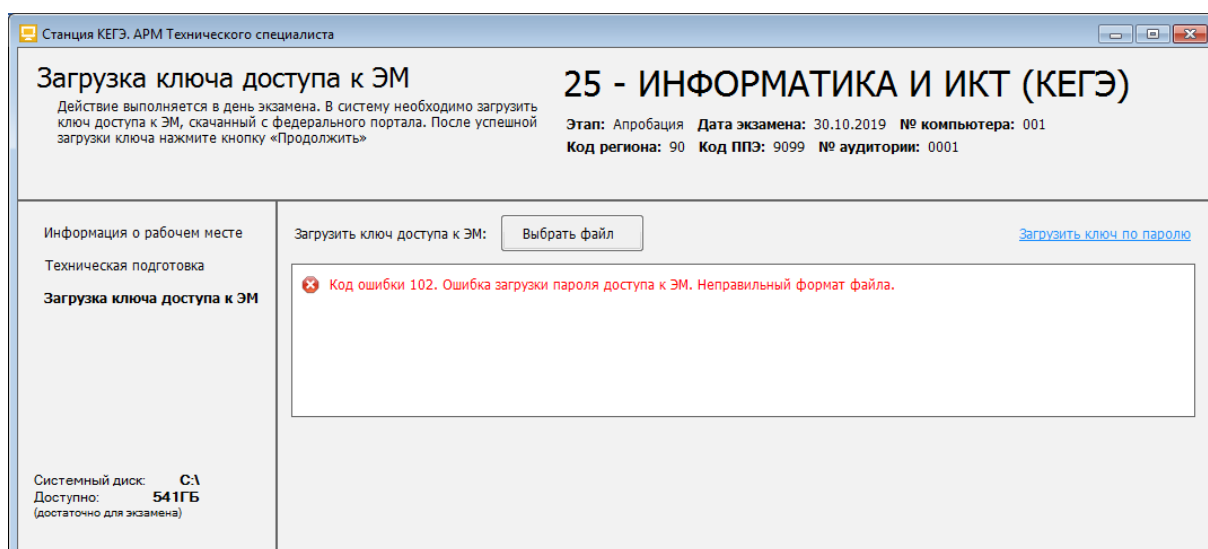 Станция КЕГЭ. АРМ Технического специалиста
Загрузка ключа доступа к ЭМ
Действие выполняется в день экзамена. В систему необходимо загрузить
ключ доступа к ЭМ, скачанный с федерального портала. После успешной
загрузки ключа нажмите кнопку «Продолжить»
25 - ИНФОРМАТИКА И ИКТ (КЕГЭ)
Этап: Апробация Дата экзамена: 30.10.2019 № компьютера: 001
Код региона: 90 Код ППЭ: 9099 № аудитории: 0001
Информация о рабочем месте
Техническая подготовка
Загрузка ключа доступа к ЭМ
Системный диск: C:\
Доступно: 541ГБ
(достаточно для экзамена)
Загрузить ключ доступа к ЭМ: Выбрать файл Загрузить ключ по паролю
Код ошибки 102. Ошибка загрузки пароля доступа к ЭМ. Неправильный формат файла.